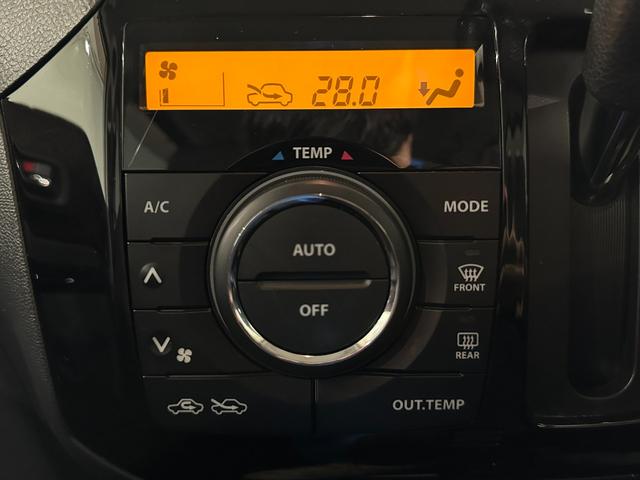 28.0
TEMP
A/C
MODE
AUTO
OFF
FRONT
REAR
OUT.TEMP